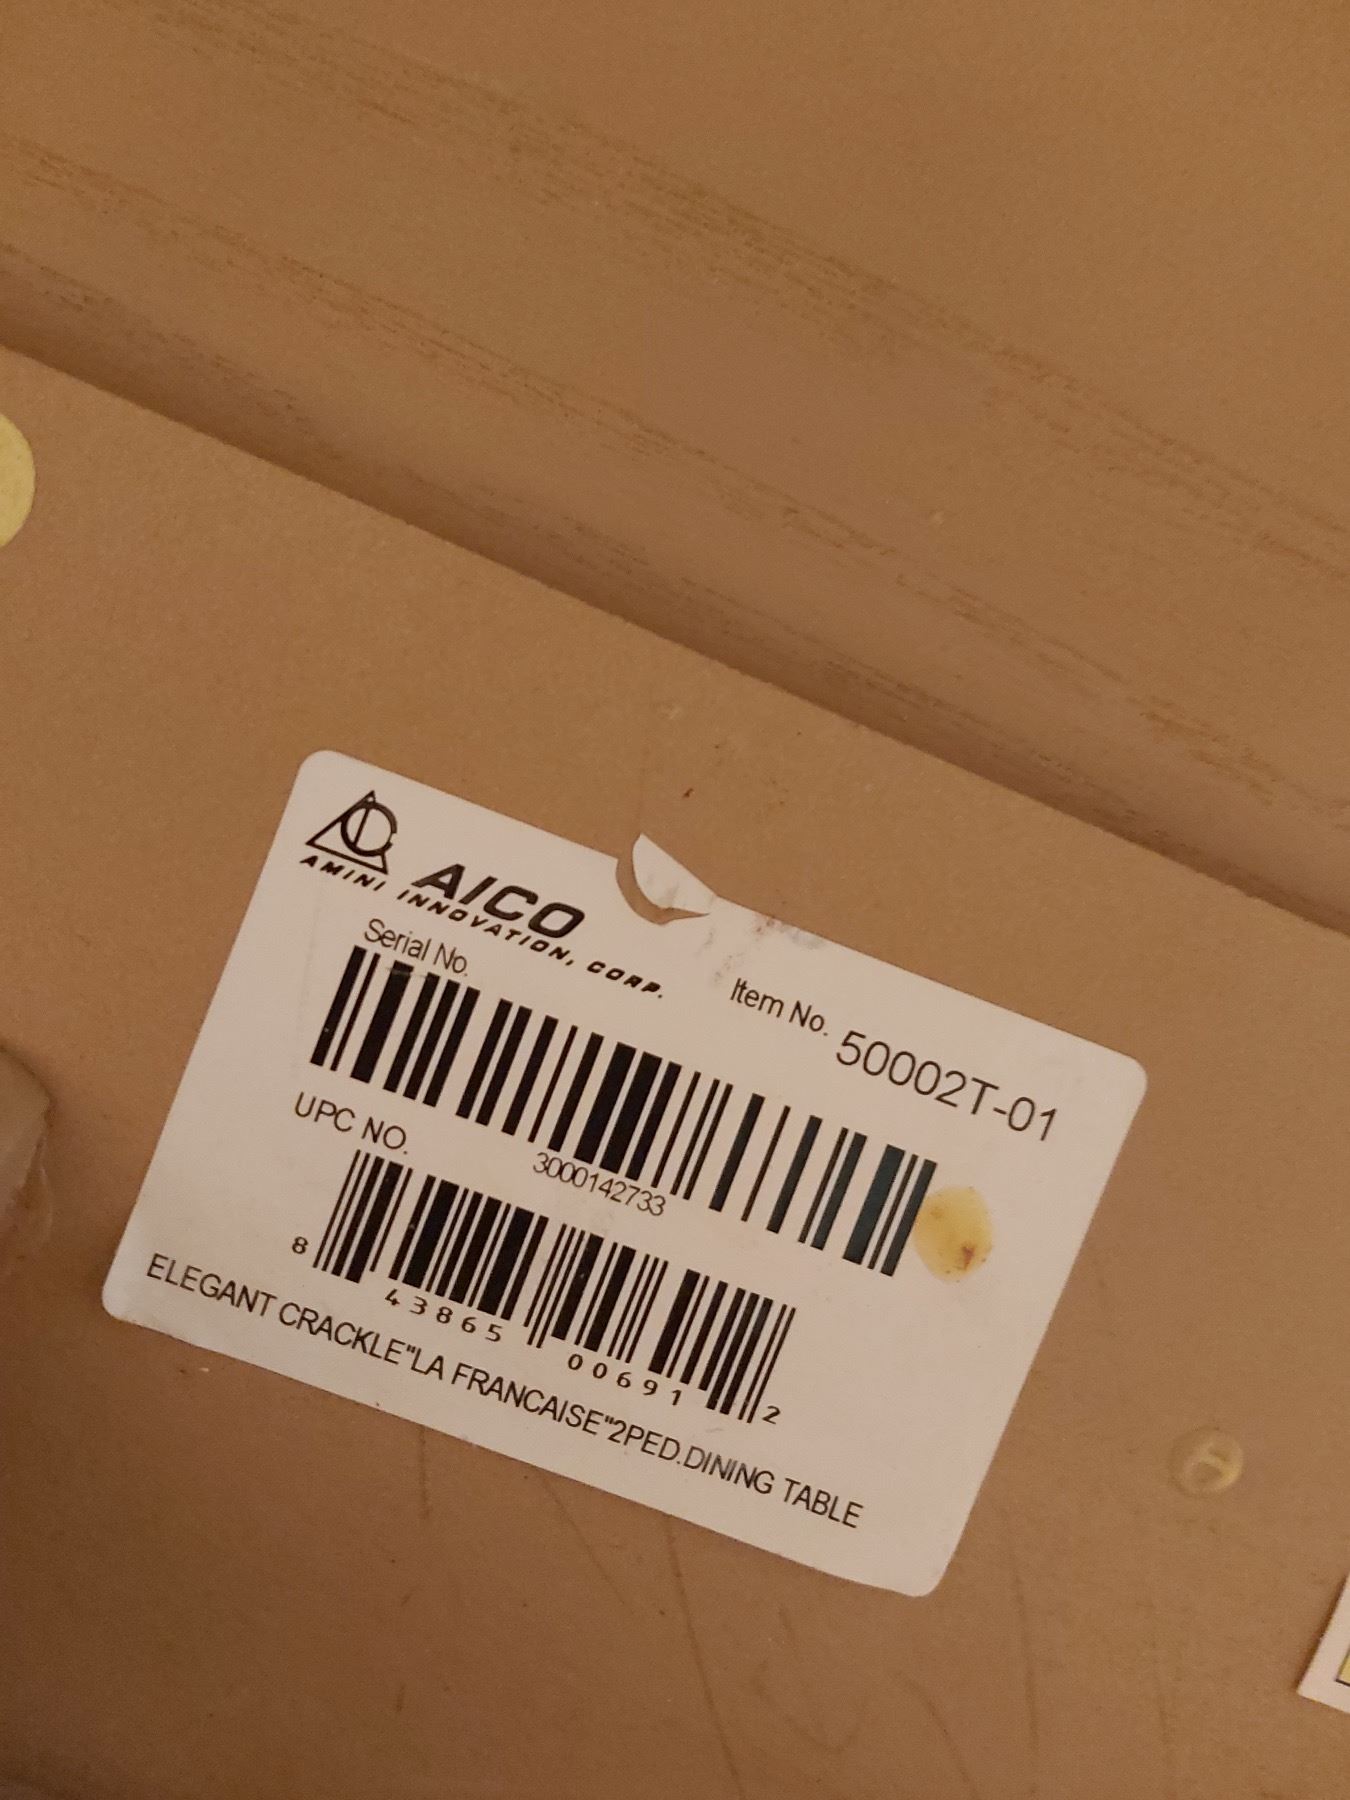 AICO
AMINI INNOVATION, CORP.
Serial No.
Item No. 50002T-01
3000142733
UPC NO.
8 43865 00691 2
ELEGANT CRACKLE"LA FRANCAISE"2PED.DINING TABLE